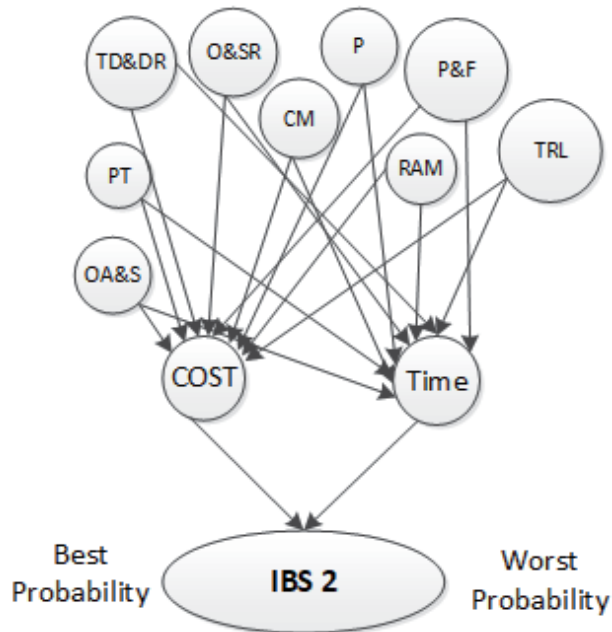 P
O&SR
TD&DR
P&F
CM
TRL
RAM
PT
OA&S
COST
Time
Best
Probability
IBS 2
Worst
Probability